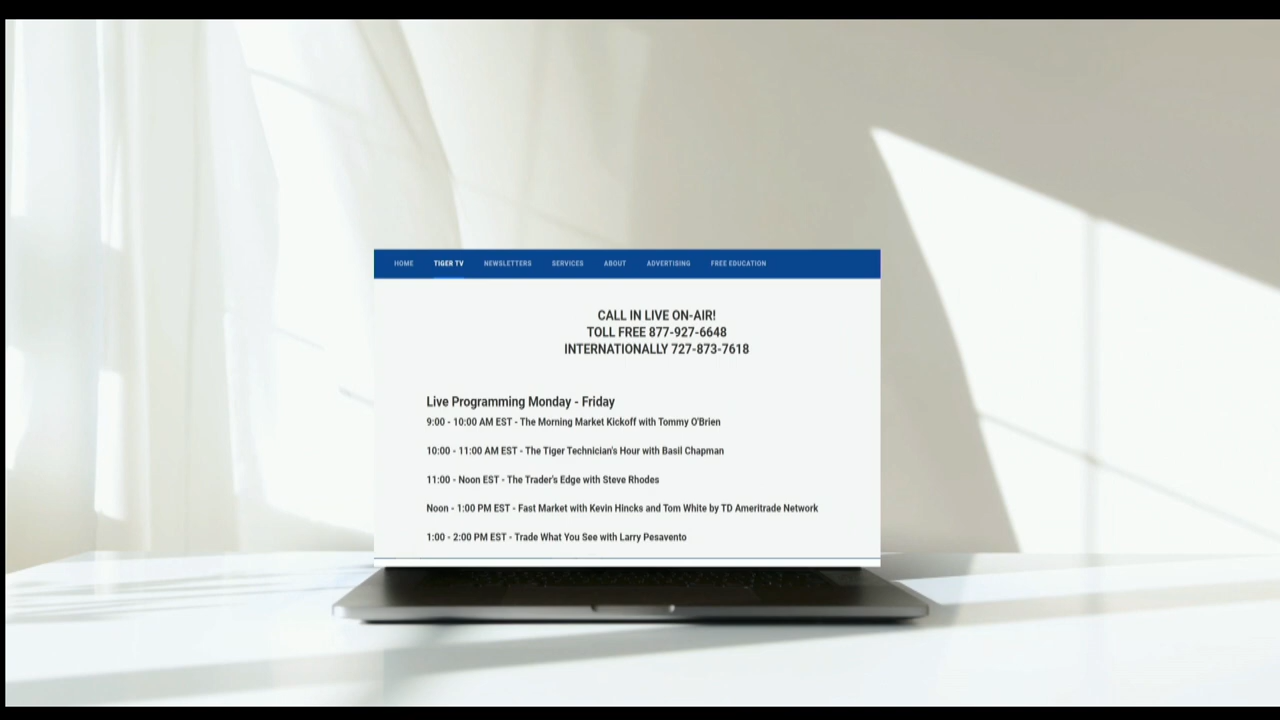 HOME TIGER TV NEWSLETTERS SERVICES ABOUT ADVERTISING FREE EDUCATION
CALL IN LIVE ON-AIR!
TOLL FREE 877-927-6648
INTERNATIONALLY 727-873-7618
Live Programming Monday - Friday
9:00 - 10:00 AM EST - The Morning Market Kickoff with Tommy O'Brien
10:00 - 11:00 AM EST - The Tiger Technician's Hour with Basil Chapman
11:00 - Noon EST - The Trader's Edge with Steve Rhodes
Noon - 1:00 PM EST - Fast Market with Kevin Hincks and Tom White by TD Ameritrade Network
1:00 - 2:00 PM EST - Trade What You See with Larry Pesavento